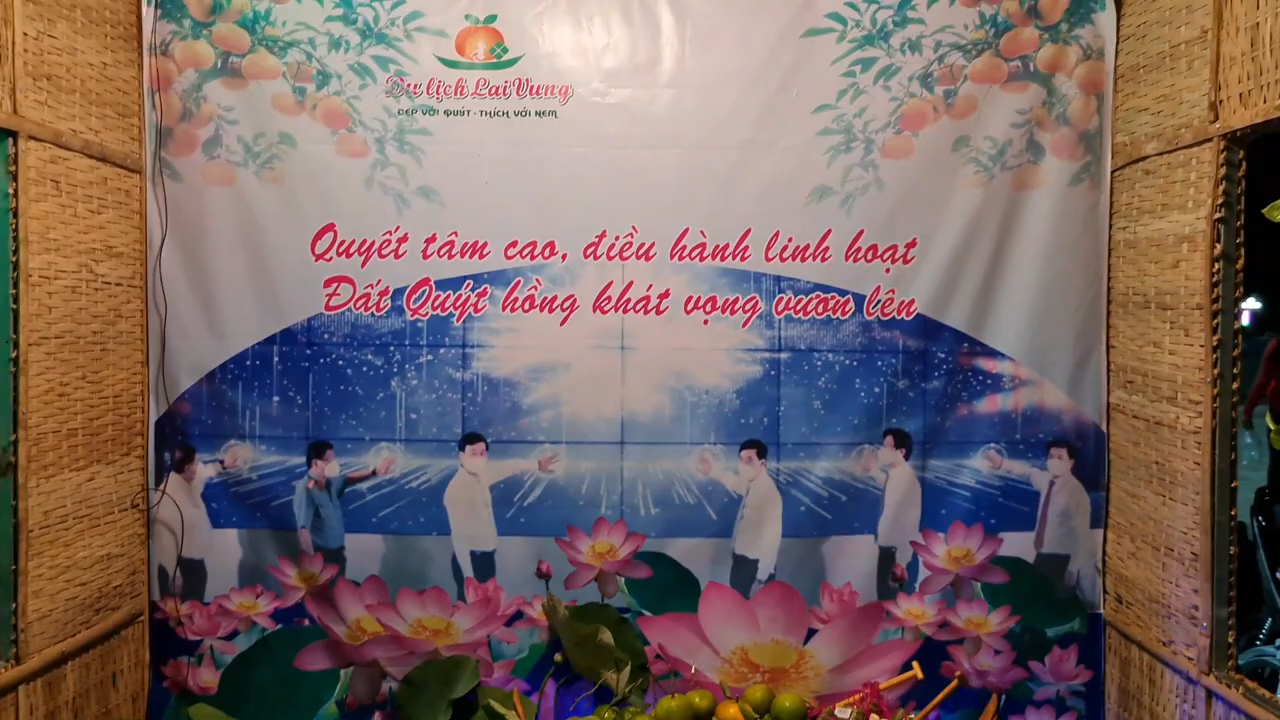 Du lịch Lai Vung
ĐẸP VỚI QUÝT - THÍCH VỚI NEM
Quyết tâm cao, điều hành linh hoạt
Đất Quýt hồng khát vọng vươn lên